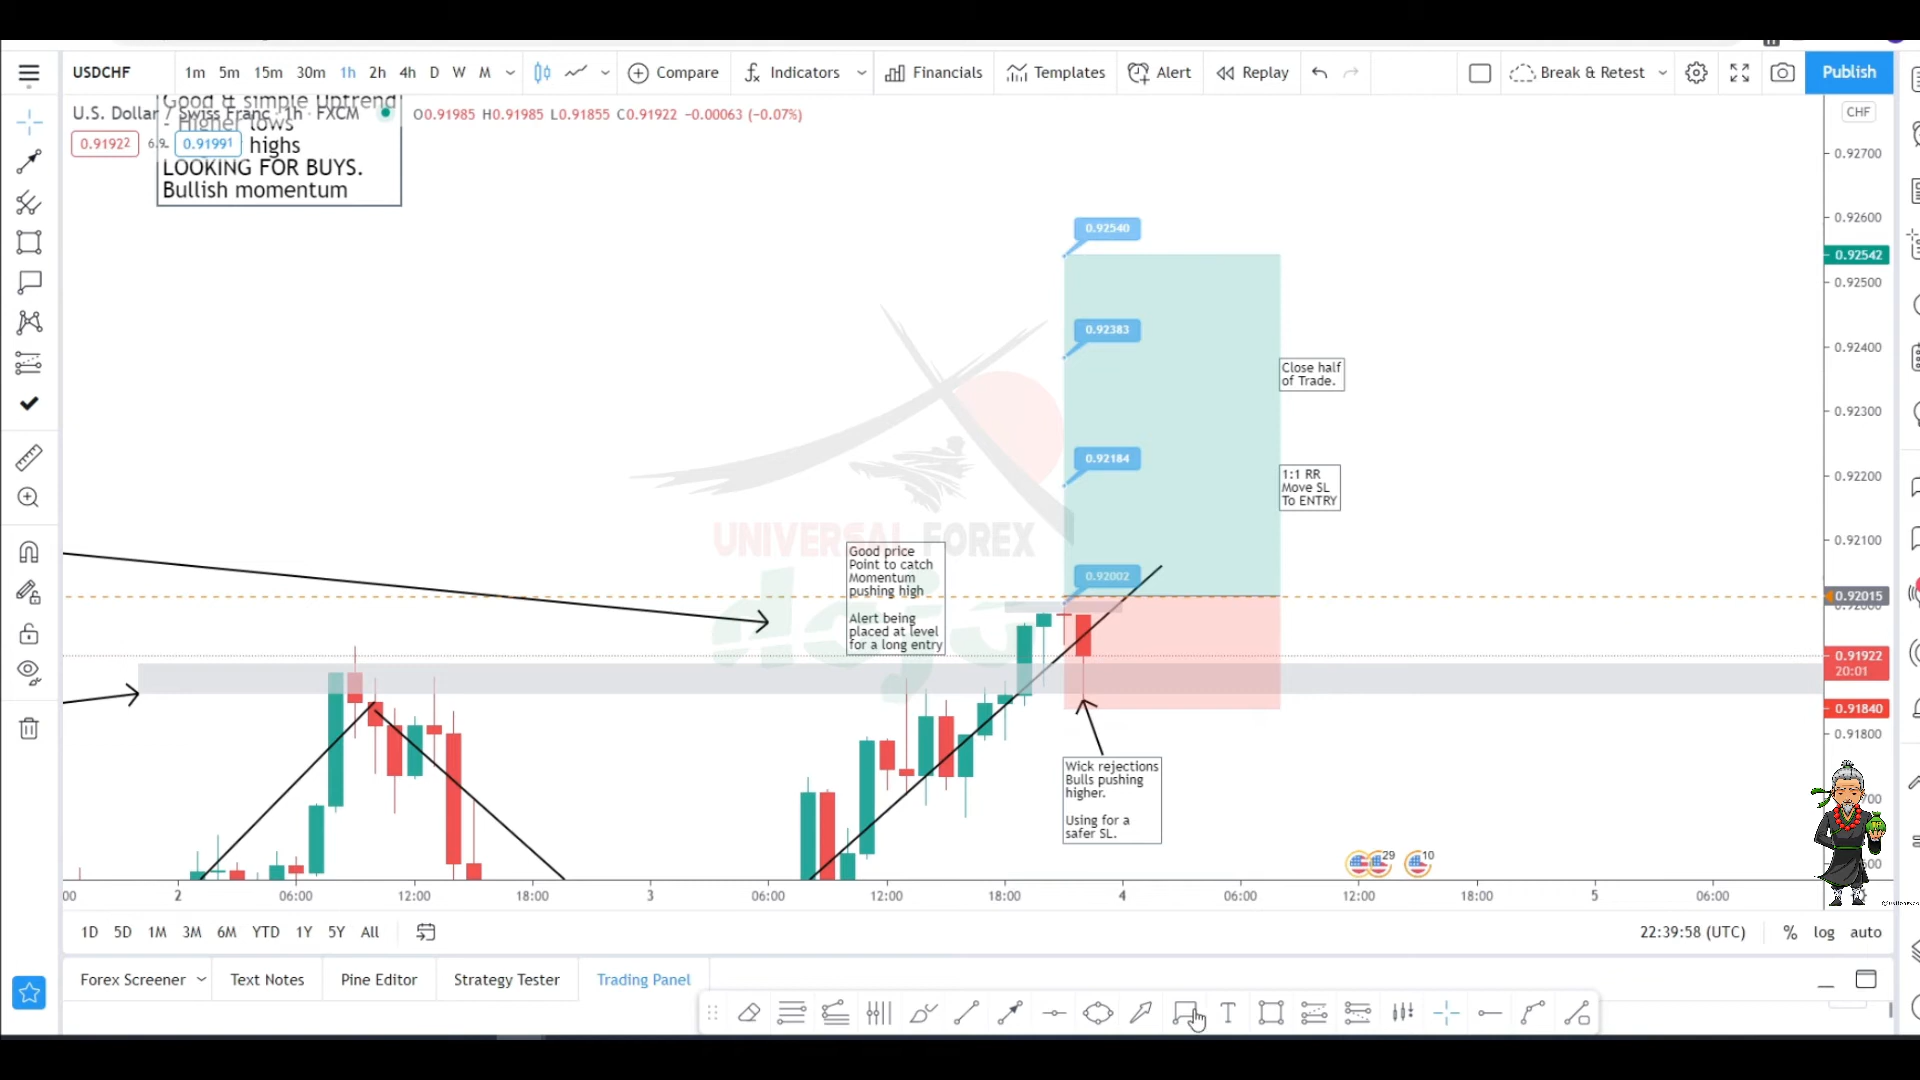 USDCHF 1m 5m 15m 30m 1h 2h 4h D W M Compare Indicators Financials Templates Alert Replay Break & Retest Publish
Good & simple Uptrend
U.S. Dollar / Swiss Franc · 1h · FXCM O0.91985 H0.91985 L0.91855 C0.91922 −0.00063 (−0.07%)
- Higher lows
0.91922 6.9 0.91991 highs
LOOKING FOR BUYS.
Bullish momentum
CHF
0.92700
0.92600
0.92542
0.92500
0.92400
0.92300
0.92200
0.92100
0.92015
0.92000
0.91922
20:01
0.91840
0.91800
0.92540
0.92383
0.92184
0.92002
Close half
of Trade.
1:1 RR
Move SL
To ENTRY
UNIVERSAL FOREX
dojo
Good price
Point to catch
Momentum
pushing high
Alert being
placed at level
for a long entry
Wick rejections
Bulls pushing
higher.
Using for a
safer SL.
29 10
00 2 06:00 12:00 18:00 3 06:00 12:00 18:00 4 06:00 12:00 18:00 5 06:00
1D 5D 1M 3M 6M YTD 1Y 5Y All 22:39:58 (UTC) % log auto
Forex Screener Text Notes Pine Editor Strategy Tester Trading Panel
T